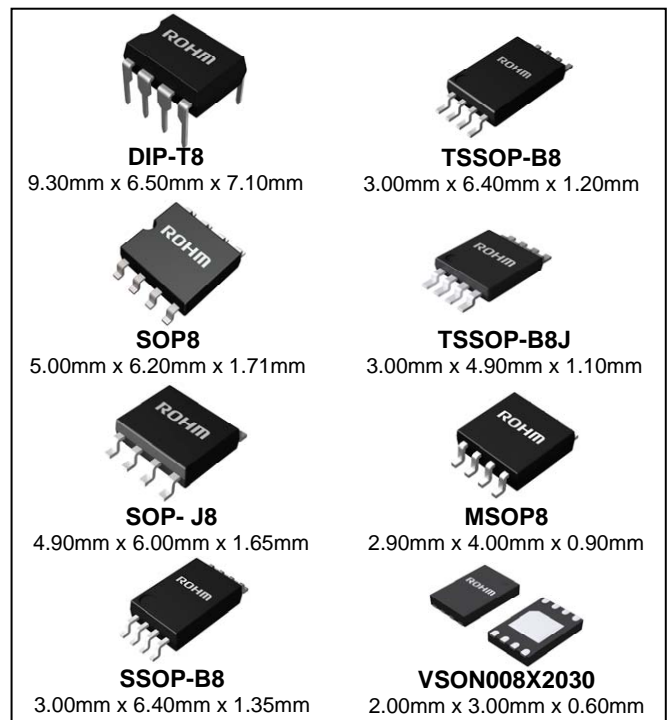 ROHM
DIP-T8
9.30mm x 6.50mm x 7.10mm
ROHM
TSSOP-B8
3.00mm x 6.40mm x 1.20mm
ROHM
SOP8
5.00mm x 6.20mm x 1.71mm
ROHM
TSSOP-B8J
3.00mm x 4.90mm x 1.10mm
ROHM
SOP- J8
4.90mm x 6.00mm x 1.65mm
ROHM
MSOP8
2.90mm x 4.00mm x 0.90mm
ROHM
SSOP-B8
3.00mm x 6.40mm x 1.35mm
ROHM
VSON008X2030
2.00mm x 3.00mm x 0.60mm